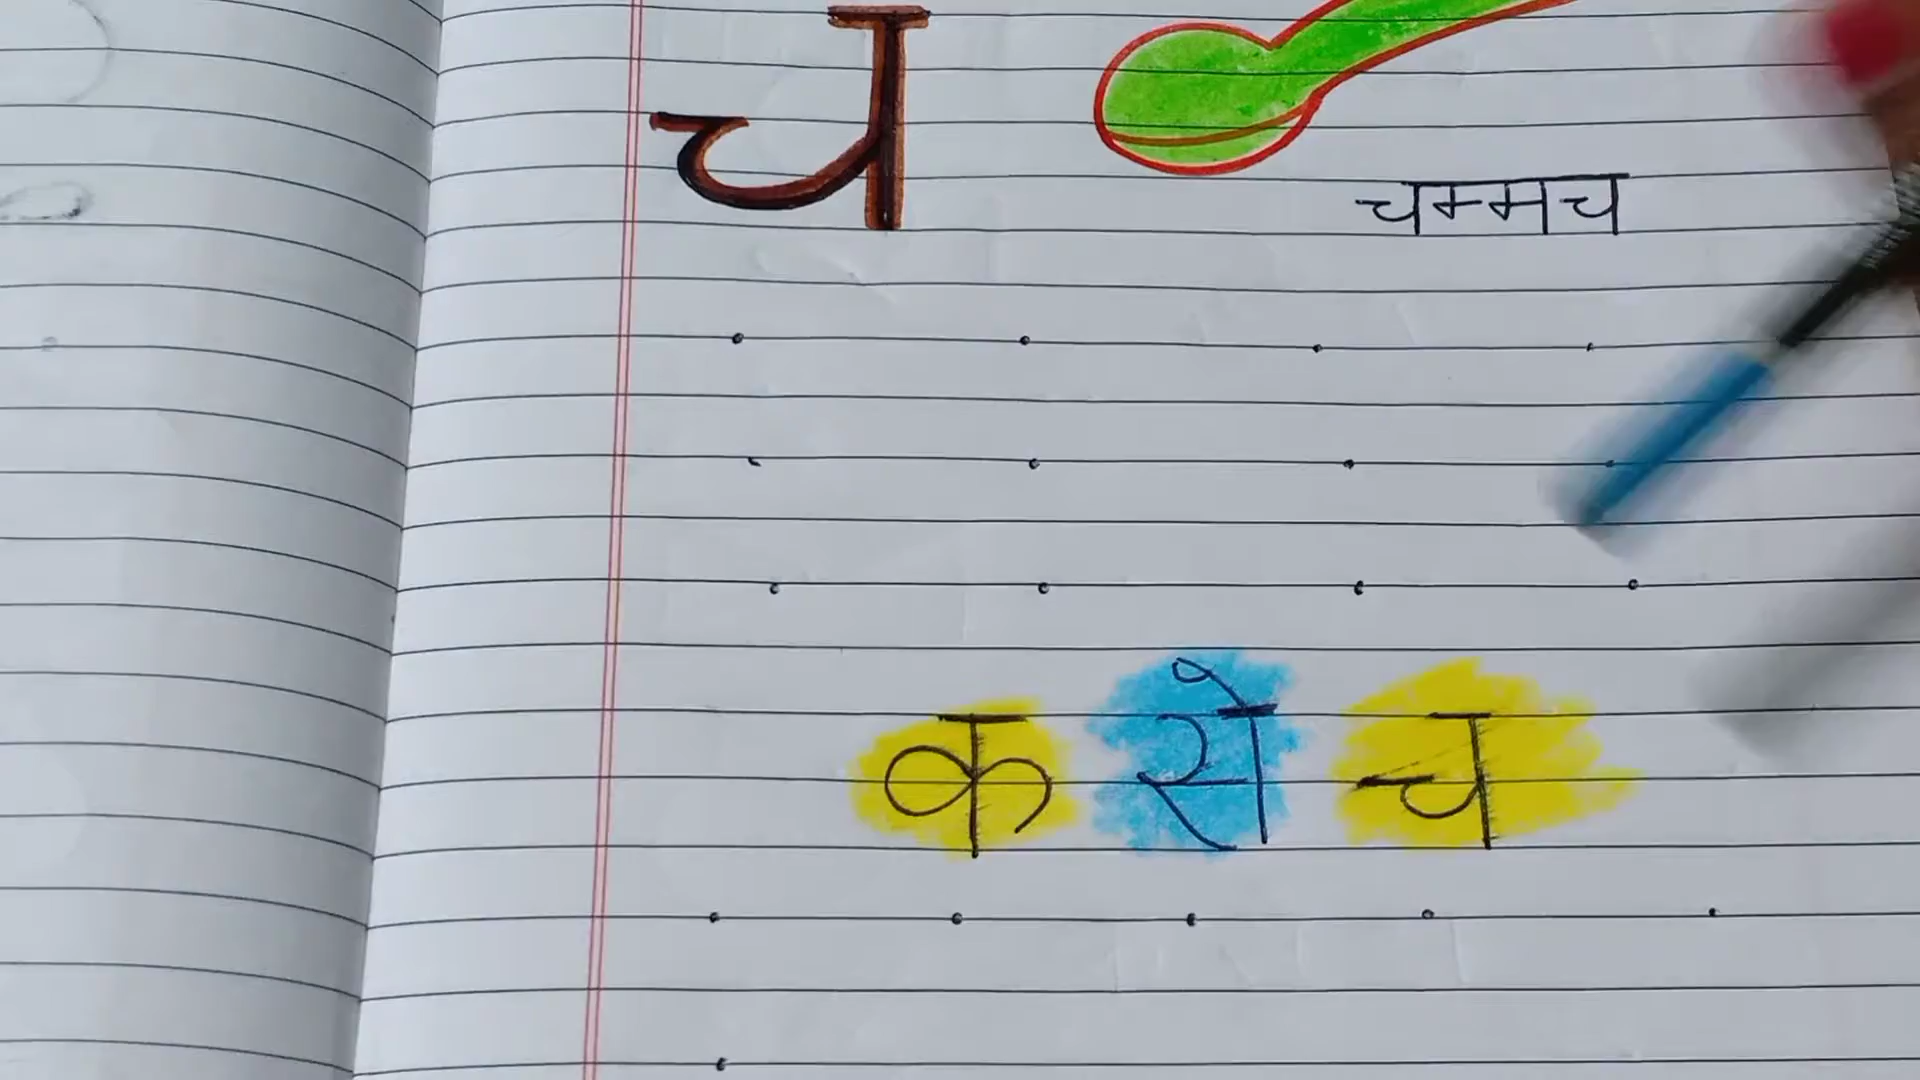 च
चम्मच
क से च